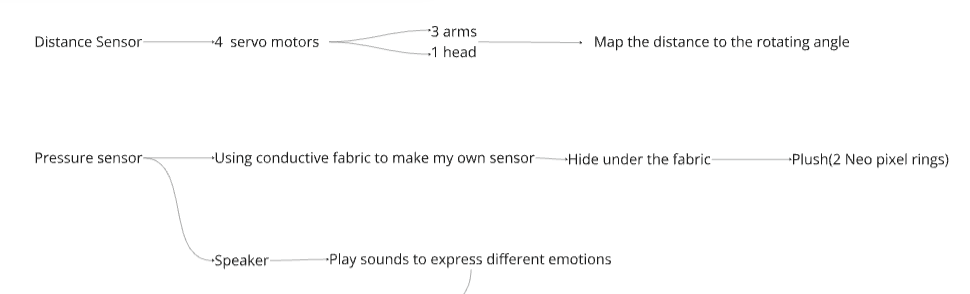 Distance Sensor
4 servo motors
3 arms
1 head
Map the distance to the rotating angle
Pressure sensor
Using conductive fabric to make my own sensor
Hide under the fabric
Plush(2 Neo pixel rings)
Speaker
Play sounds to express different emotions